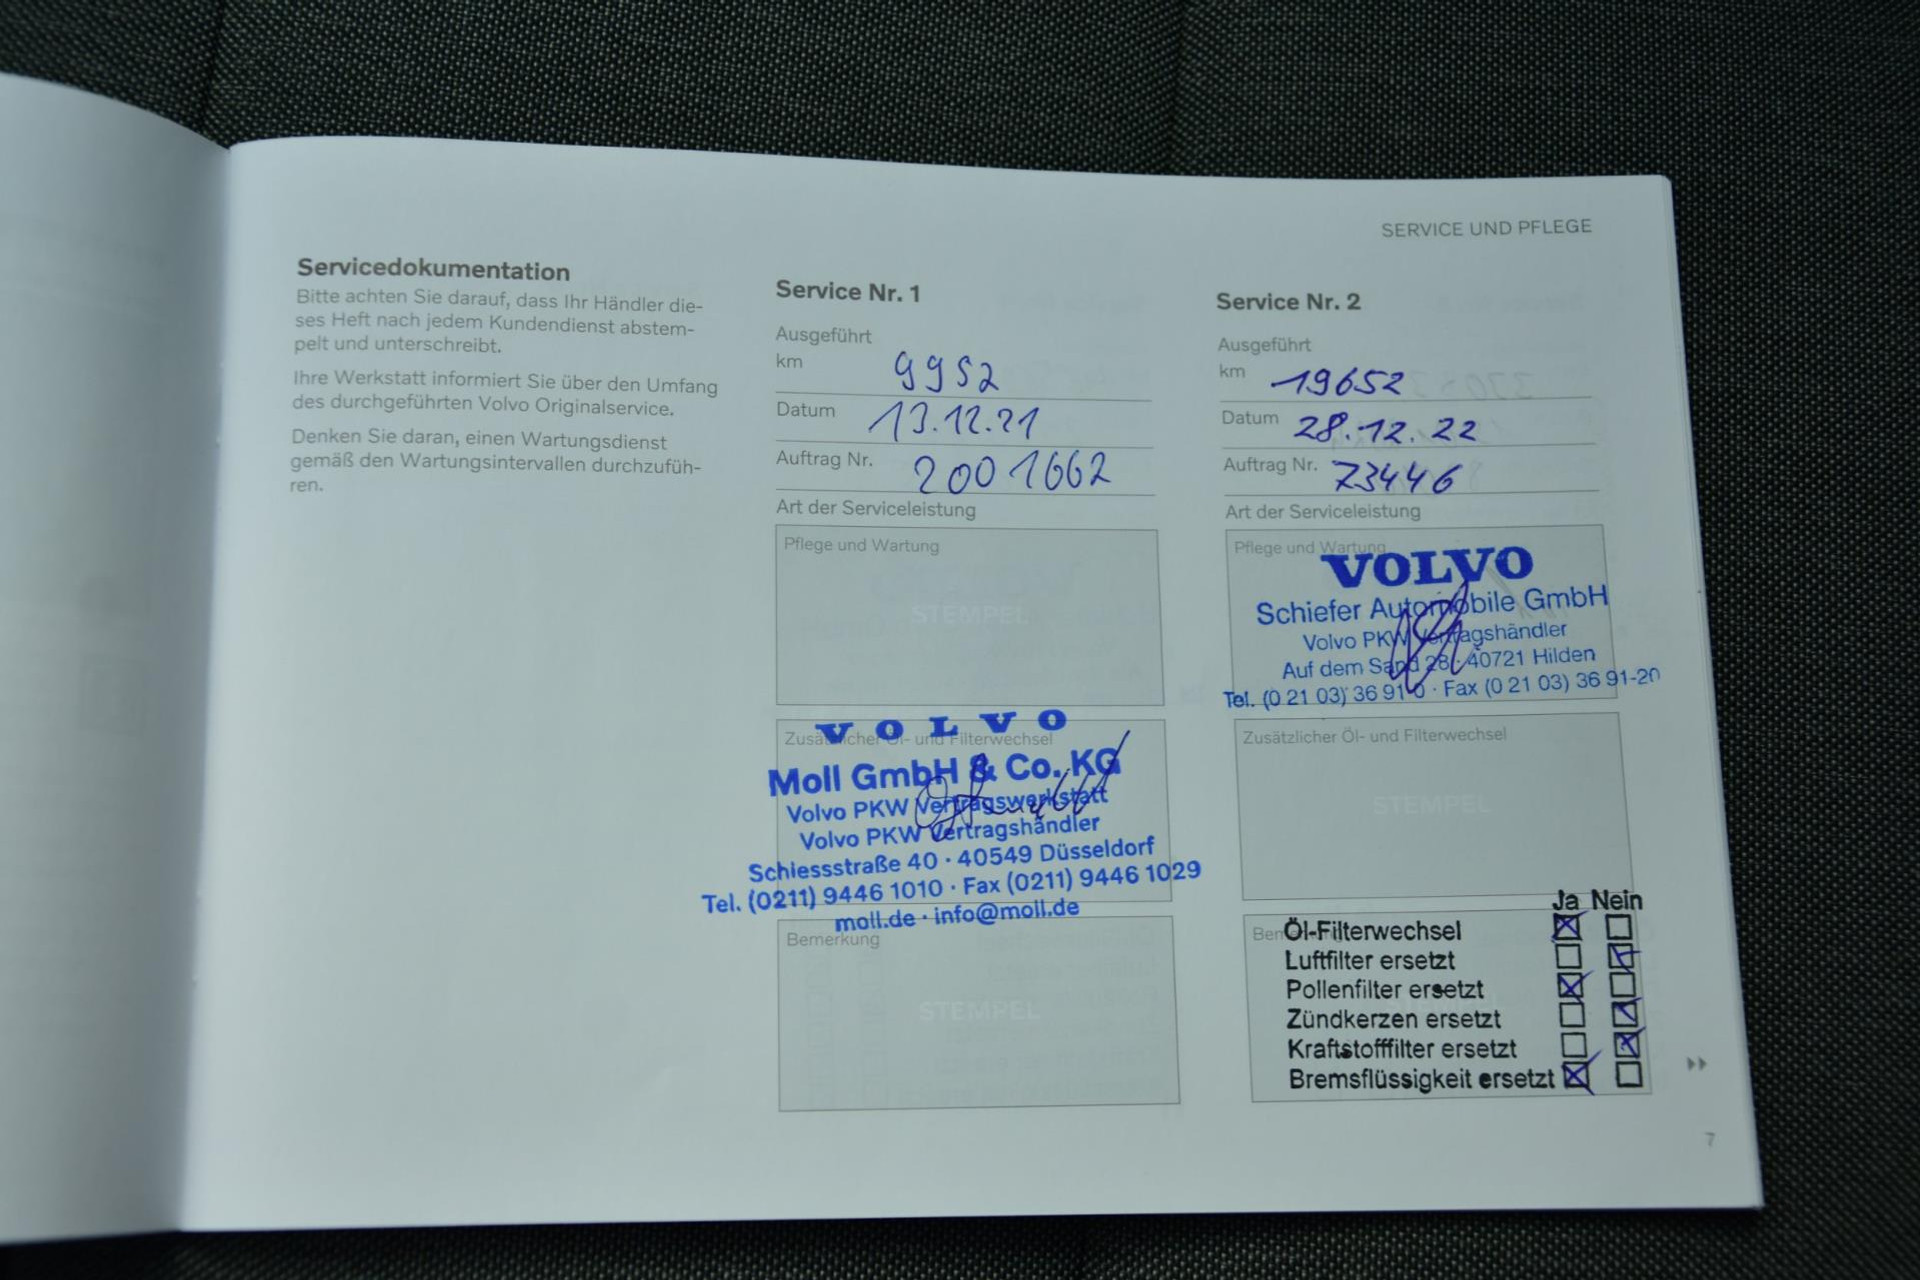 SERVICE UND PFLEGE
Servicedokumentation
Bitte achten Sie darauf, dass Ihr Händler die-
ses Heft nach jedem Kundendienst abstem-
pelt und unterschreibt.
Ihre Werkstatt informiert Sie über den Umfang
des durchgeführten Volvo Originalservice.
Denken Sie daran, einen Wartungsdienst
gemäß den Wartungsintervallen durchzufüh-
ren.
Service Nr. 1
Ausgeführt
km 9952
Datum 13.12.21
Auftrag Nr. 2001662
Art der Serviceleistung
Pflege und Wartung
STEMPEL
Zusätzlicher Öl- und Filterwechsel
VOLVO
Moll GmbH & Co. KG
Volvo PKW Vertragswerkstatt
Volvo PKW Vertragshändler
Schiessstraße 40 · 40549 Düsseldorf
Tel. (0211) 9446 1010 · Fax (0211) 9446 1029
moll.de · info@moll.de
Bemerkung
STEMPEL
Service Nr. 2
Ausgeführt
km 19652
Datum 28.12.22
Auftrag Nr. 73446
Art der Serviceleistung
Pflege und Wartung
VOLVO
Schiefer Automobile GmbH
Volvo PKW Vertragshändler
Auf dem Sand 28 · 40721 Hilden
Tel. (0 21 03) 36 91-0 · Fax (0 21 03) 36 91-20
Zusätzlicher Öl- und Filterwechsel
STEMPEL
Ja Nein
Öl-Filterwechsel
Luftfilter ersetzt
Pollenfilter ersetzt
Zündkerzen ersetzt
Kraftstofffilter ersetzt
Bremsflüssigkeit ersetzt
7